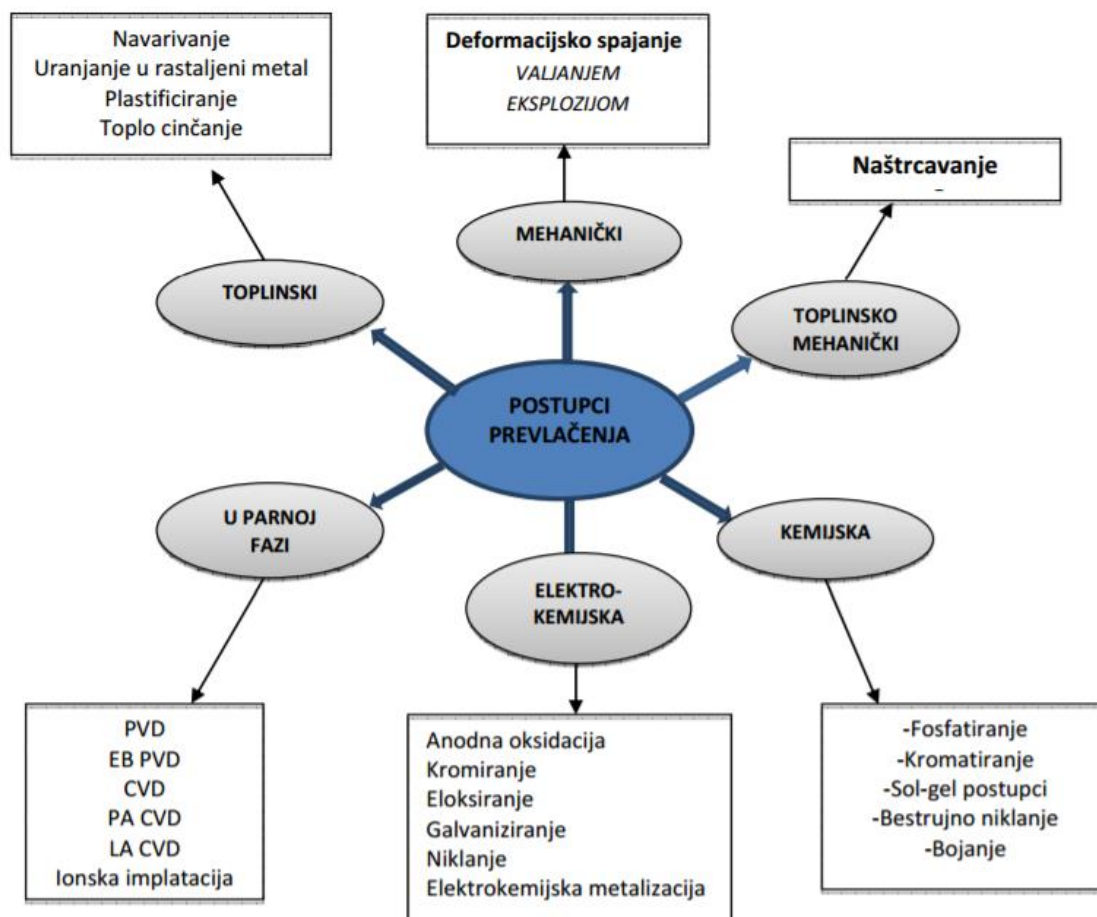 Navarivanje
Uranjanje u rastaljeni metal
Plastificiranje
Toplo cinčanje
Deformacijsko spajanje
VALJANJEM
EKSPLOZIJOM
Naštrcavanje
–
MEHANIČKI
TOPLINSKI
TOPLINSKO
MEHANIČKI
POSTUPCI
PREVLAČENJA
U PARNOJ
FAZI
KEMIJSKA
ELEKTRO-
KEMIJSKA
PVD
EB PVD
CVD
PA CVD
LA CVD
Ionska implatacija
Anodna oksidacija
Kromiranje
Eloksiranje
Galvaniziranje
Niklanje
Elektrokemijska metalizacija
-Fosfatiranje
-Kromatiranje
-Sol-gel postupci
-Bestrujno niklanje
-Bojanje